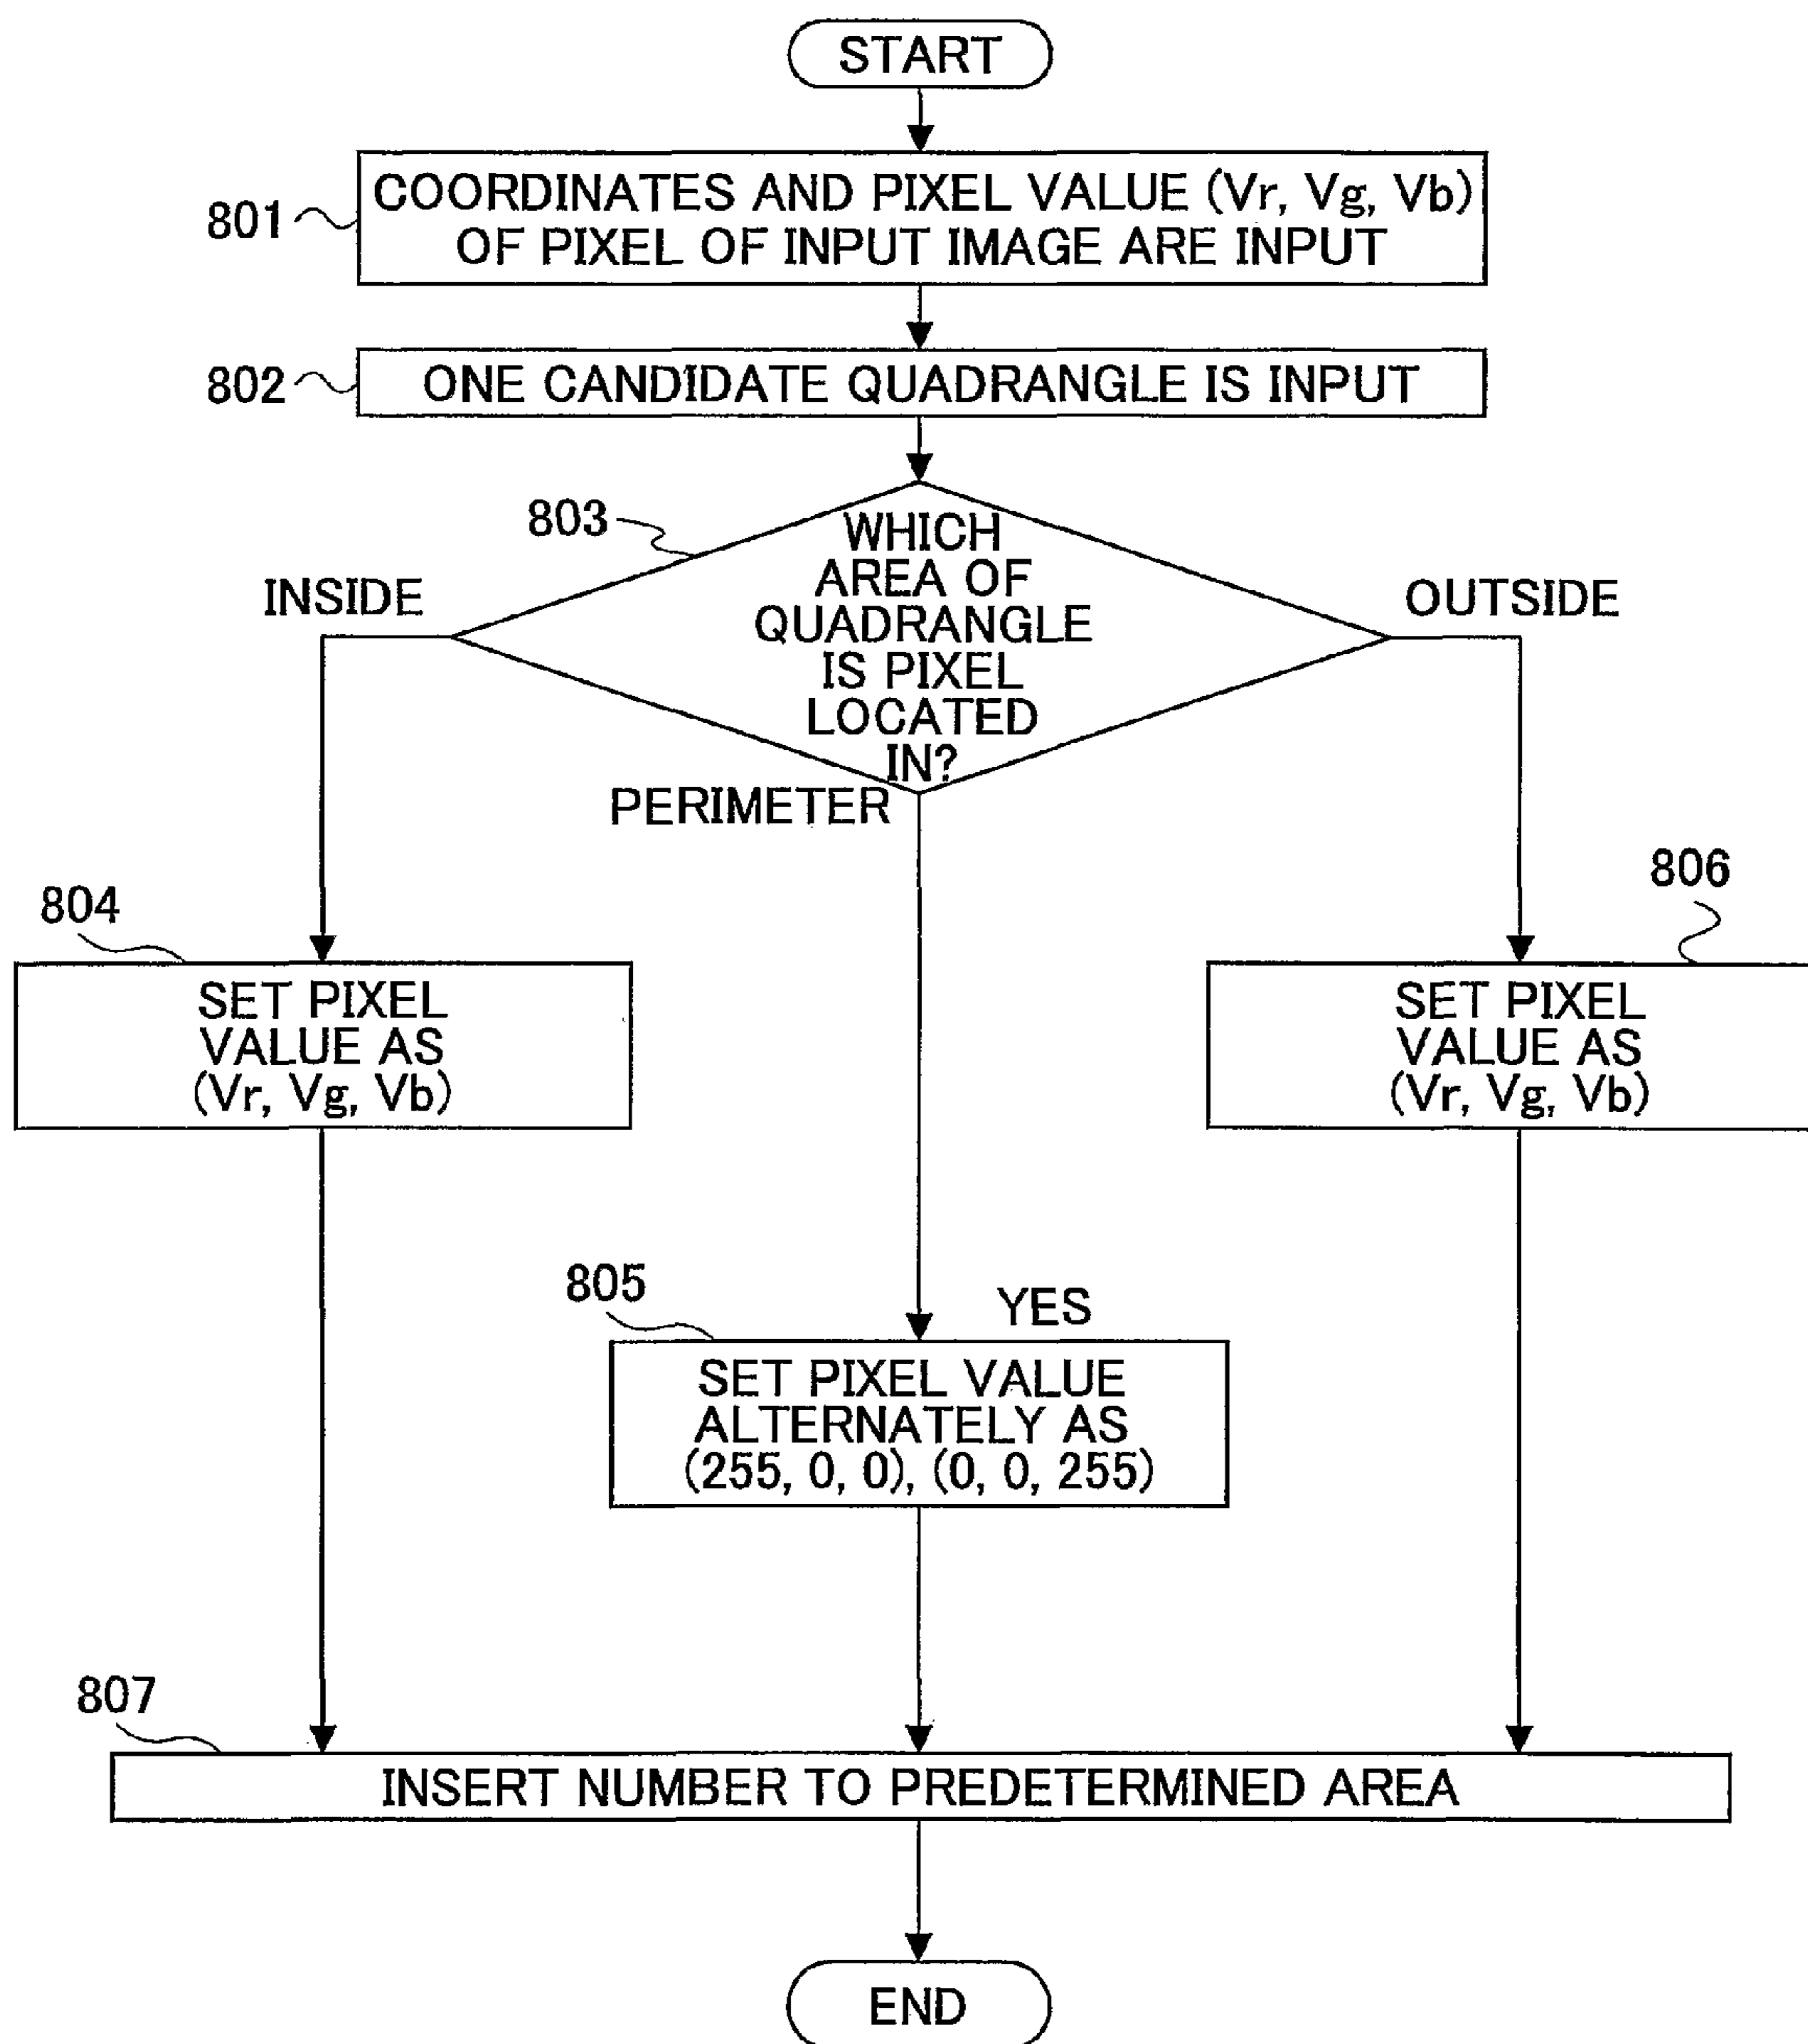 START
801
COORDINATES AND PIXEL VALUE (Vr, Vg, Vb)
OF PIXEL OF INPUT IMAGE ARE INPUT
802
ONE CANDIDATE QUADRANGLE IS INPUT
803
WHICH
AREA OF
QUADRANGLE
IS PIXEL
LOCATED
IN?
INSIDE
OUTSIDE
PERIMETER
804
SET PIXEL
VALUE AS
(Vr, Vg, Vb)
806
SET PIXEL
VALUE AS
(Vr, Vg, Vb)
805
YES
SET PIXEL VALUE
ALTERNATELY AS
(255, 0, 0), (0, 0, 255)
807
INSERT NUMBER TO PREDETERMINED AREA
END